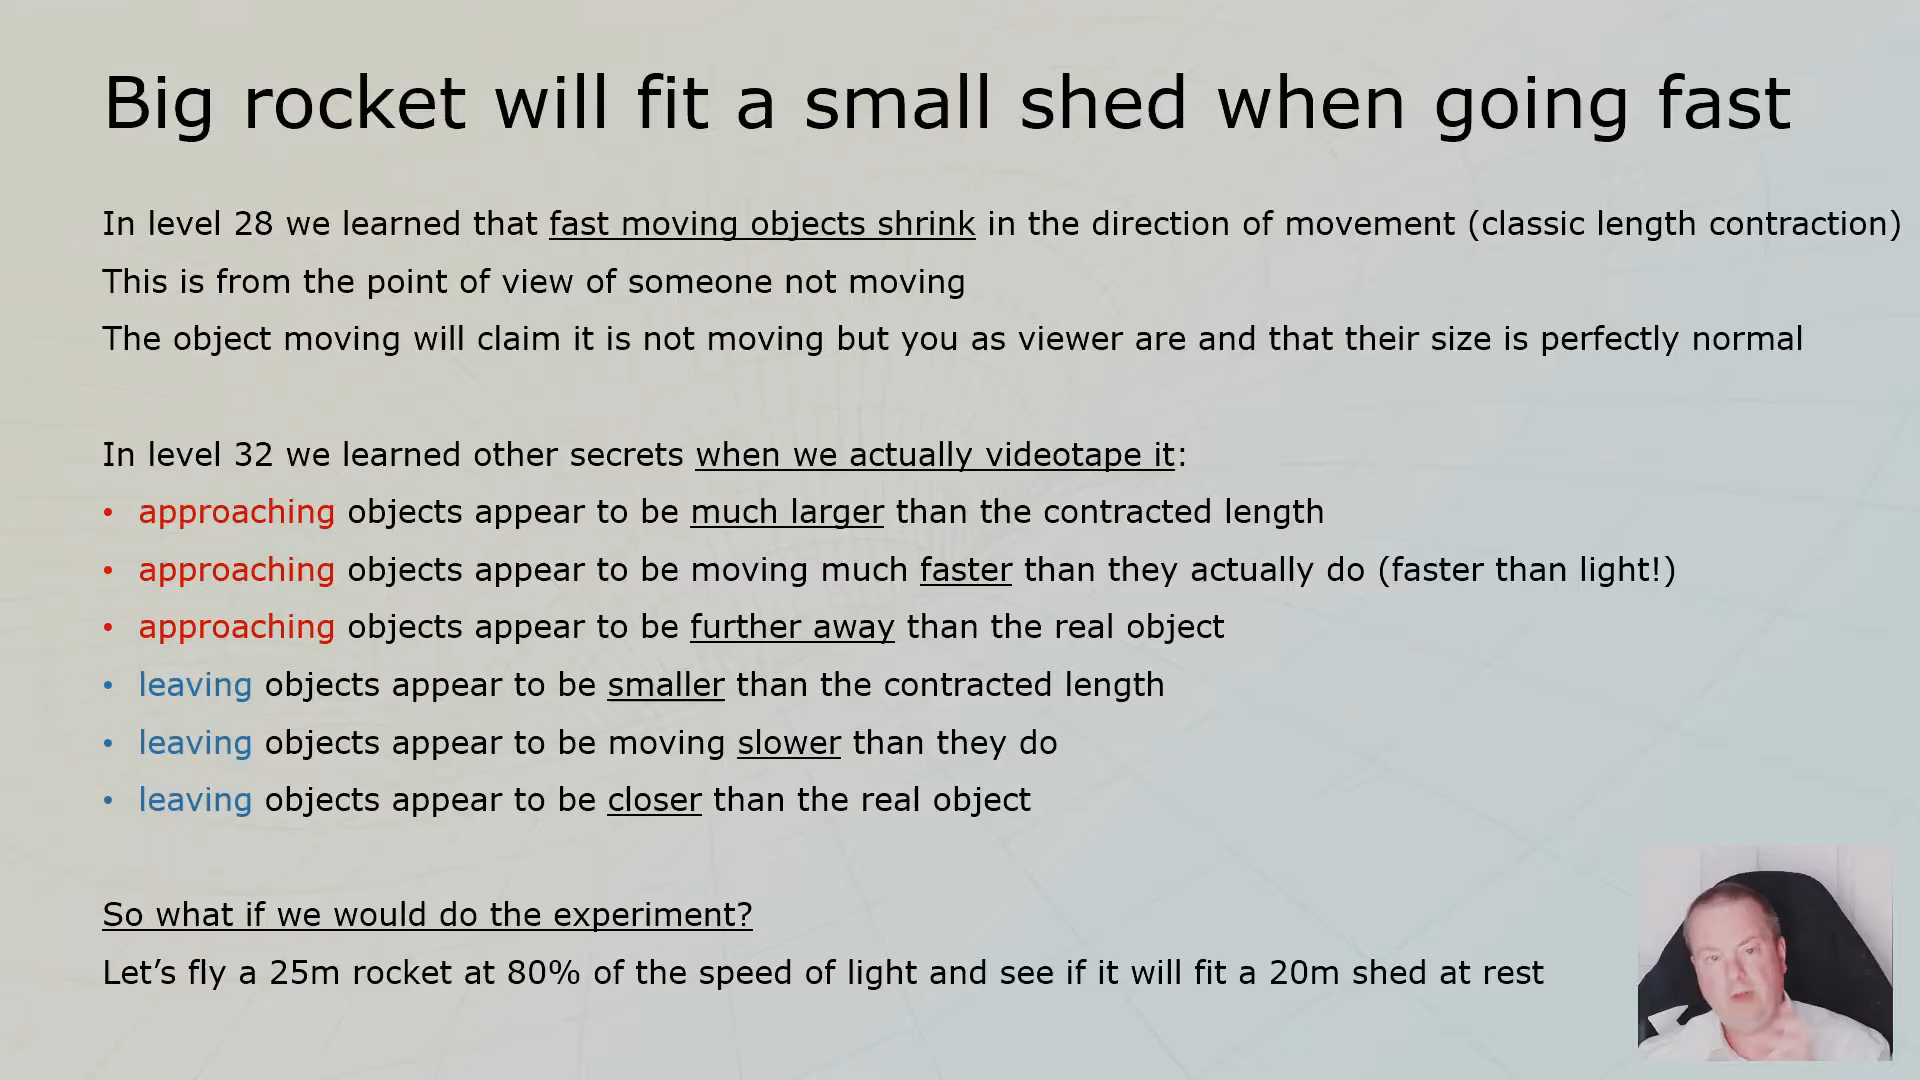 Big rocket will fit a small shed when going fast
In level 28 we learned that fast moving objects shrink in the direction of movement (classic length contraction)
This is from the point of view of someone not moving
The object moving will claim it is not moving but you as viewer are and that their size is perfectly normal
In level 32 we learned other secrets when we actually videotape it:
• approaching objects appear to be much larger than the contracted length
• approaching objects appear to be moving much faster than they actually do (faster than light!)
• approaching objects appear to be further away than the real object
• leaving objects appear to be smaller than the contracted length
• leaving objects appear to be moving slower than they do
• leaving objects appear to be closer than the real object
So what if we would do the experiment?
Let’s fly a 25m rocket at 80% of the speed of light and see if it will fit a 20m shed at rest